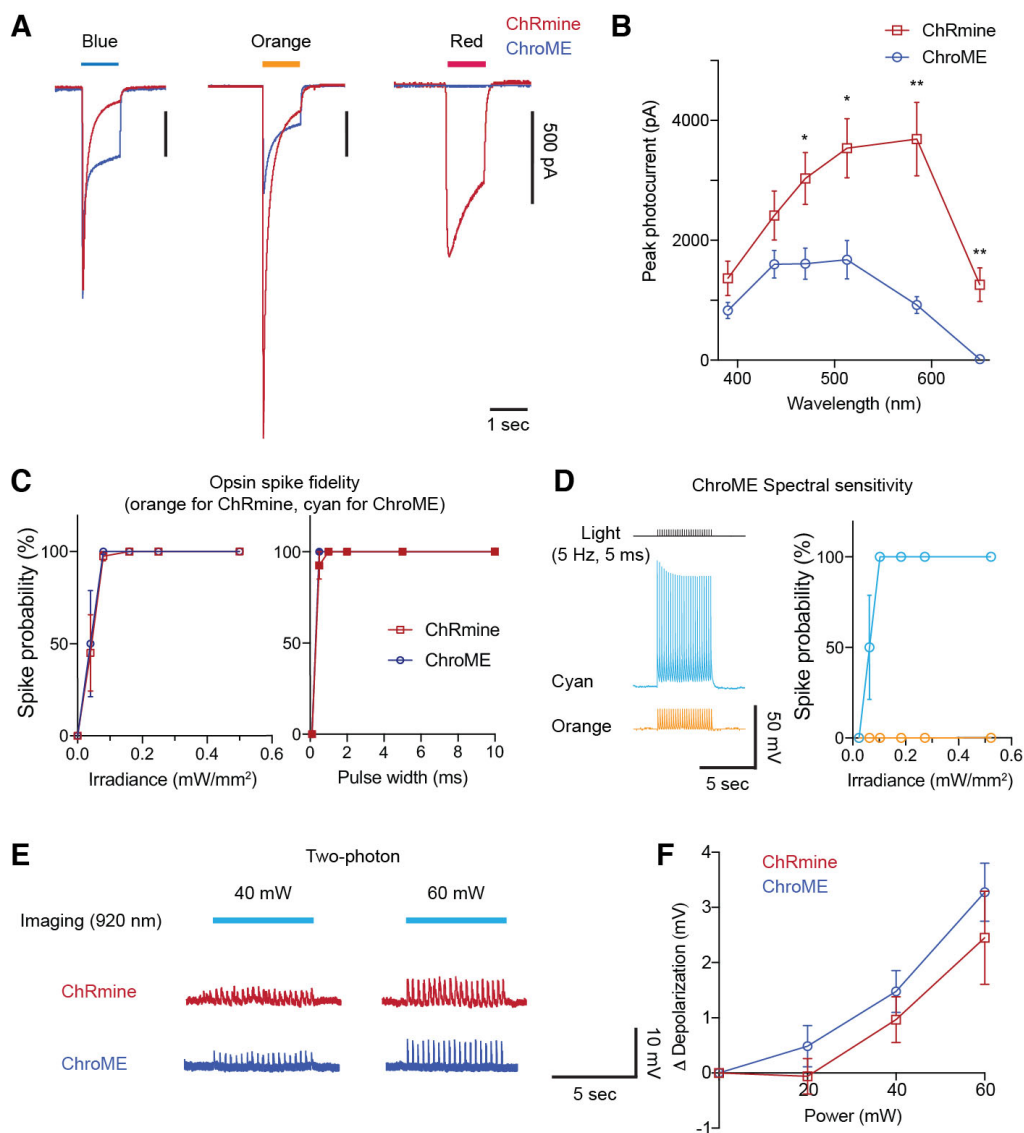 A
Blue
Orange
Red
ChRmine
ChroME
500 pA
1 sec
B
ChRmine
ChroME
Peak photocurrent (pA)
4000
2000
0
*
*
**
**
400
500
600
Wavelength (nm)
C
Opsin spike fidelity
(orange for ChRmine, cyan for ChroME)
Spike probability (%)
100
50
0
0.0
0.2
0.4
0.6
Irradiance (mW/mm²)
100
50
0
ChRmine
ChroME
0
2
4
6
8
10
Pulse width (ms)
D
ChroME Spectral sensitivity
Light
(5 Hz, 5 ms)
Cyan
Orange
50 mV
5 sec
Spike probability (%)
100
50
0
0.0
0.2
0.4
0.6
Irradiance (mW/mm²)
E
Two-photon
40 mW
60 mW
Imaging (920 nm)
ChRmine
ChroME
10 mV
5 sec
F
ChRmine
ChroME
Δ Depolarization (mV)
4
3
2
1
0
-1
20
40
60
Power (mW)